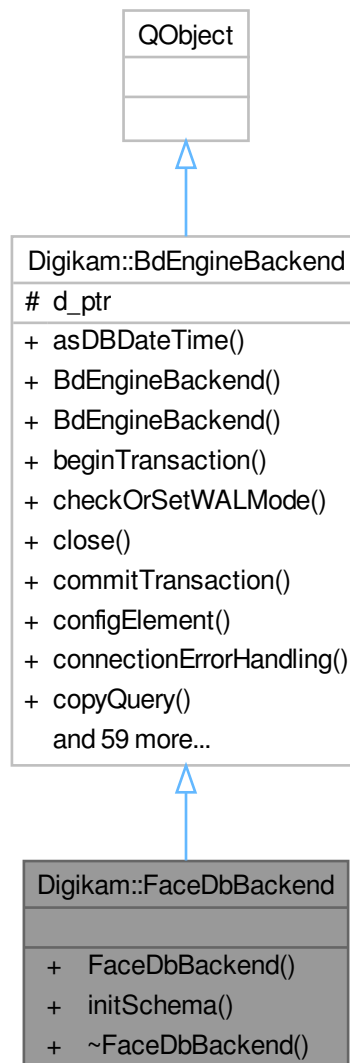 QObject
Digikam::BdEngineBackend
# d_ptr
+ asDBDateTime()
+ BdEngineBackend()
+ BdEngineBackend()
+ beginTransaction()
+ checkOrSetWALMode()
+ close()
+ commitTransaction()
+ configElement()
+ connectionErrorHandling()
+ copyQuery()
and 59 more...
Digikam::FaceDbBackend
+ FaceDbBackend()
+ initSchema()
+ ~FaceDbBackend()